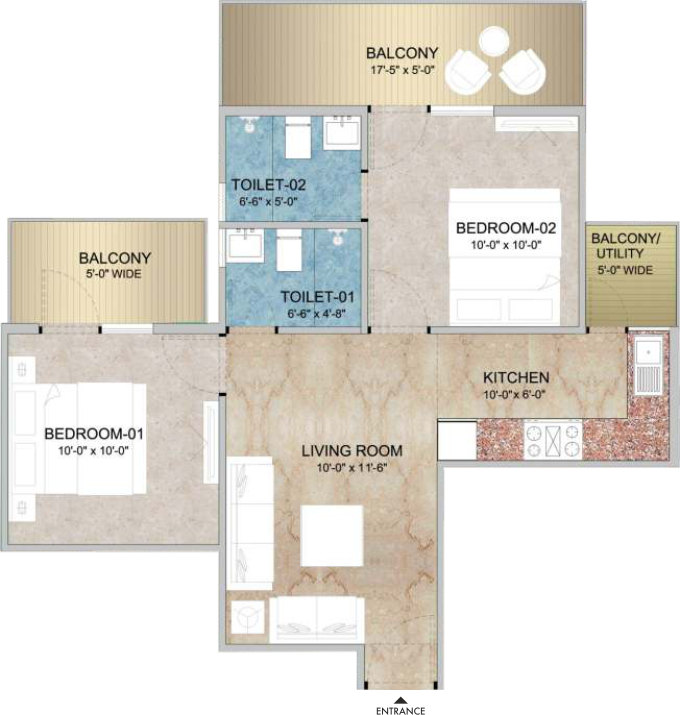 BALCONY
17'-5" x 5'-0"
TOILET-02
6'-6" x 5'-0"
BEDROOM-02
10'-0" x 10'-0"
BALCONY/
UTILITY
5'-0" WIDE
BALCONY
5'-0" WIDE
TOILET-01
6'-6" x 4'-8"
KITCHEN
10'-0"x 6'-0"
BEDROOM-01
10'-0" x 10'-0"
LIVING ROOM
10'-0" x 11'-6"
ENTRANCE